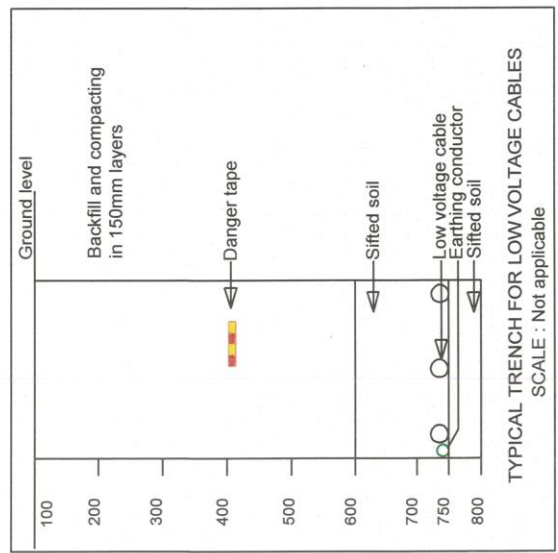 Ground level
Backfill and compacting
in 150mm layers
Danger tape
Sifted soil
Low voltage cable
Earthing conductor
Sifted soil
100
200
300
400
500
600
700
750
800
TYPICAL TRENCH FOR LOW VOLTAGE CABLES
SCALE : Not applicable